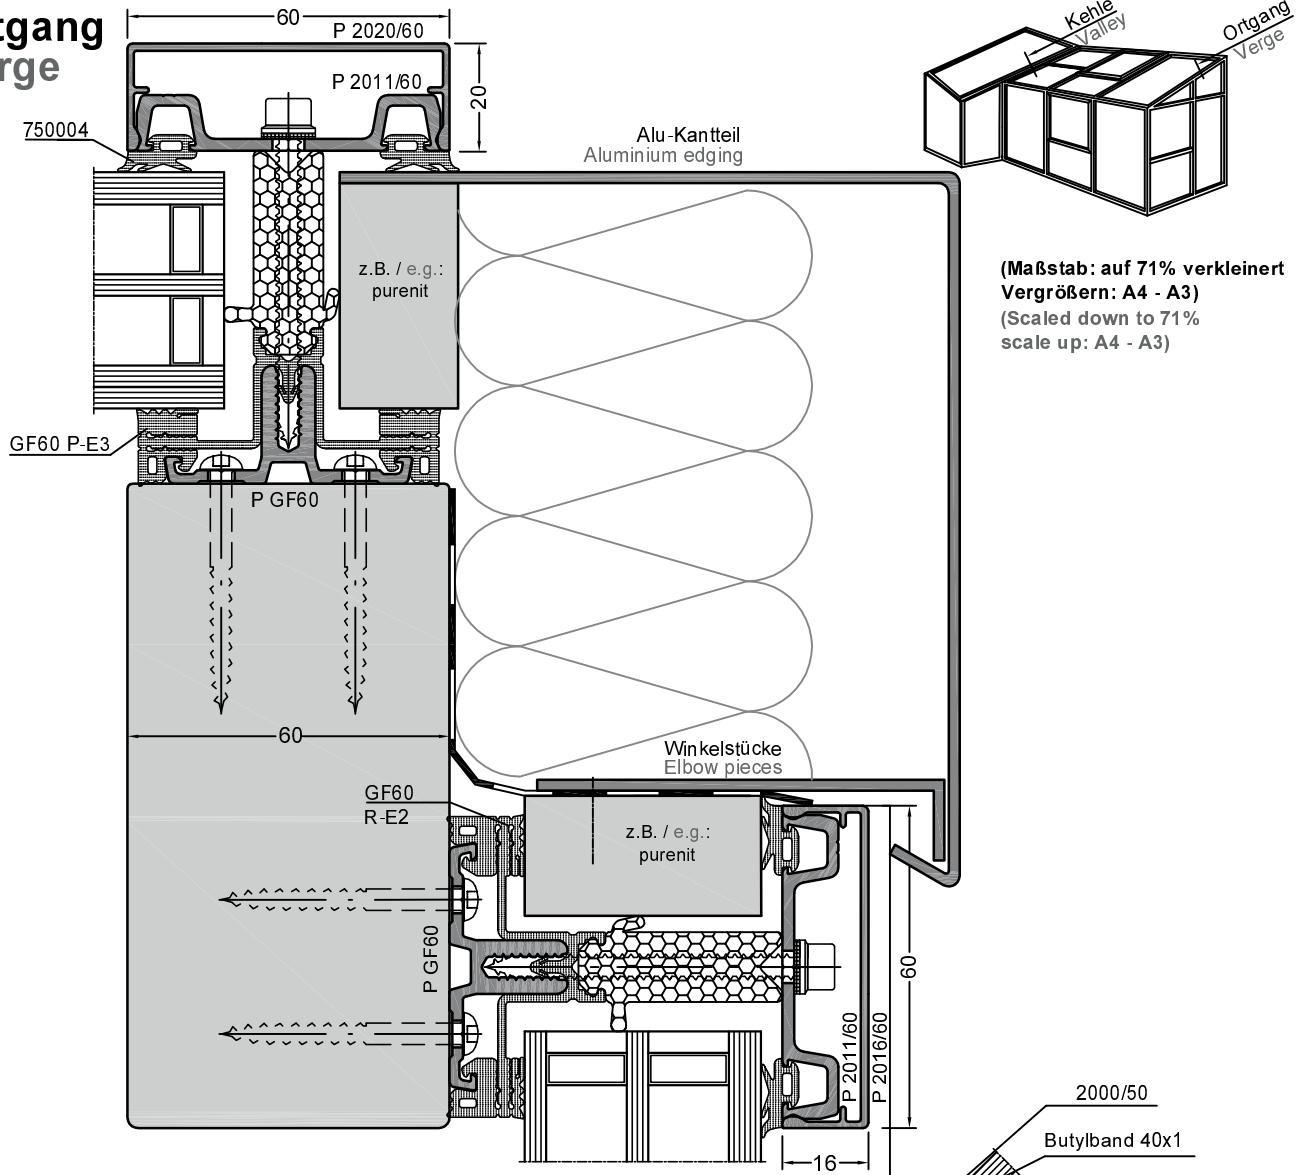 tgang
rge
60
P 2020/60
P 2011/60
20
750004
Kehle
Valley
Ortgang
Verge
Alu-Kantteil
Aluminium edging
z.B. / e.g.:
purenit
(Maßstab: auf 71% verkleinert
Vergrößern: A4 - A3)
(Scaled down to 71%
scale up: A4 - A3)
GF60 P-E3
P GF60
60
Winkelstücke
Elbow pieces
GF60
R-E2
z.B. / e.g.:
purenit
P GF60
60
P 2011/60
P 2016/60
16
2000/50
Butylband 40x1